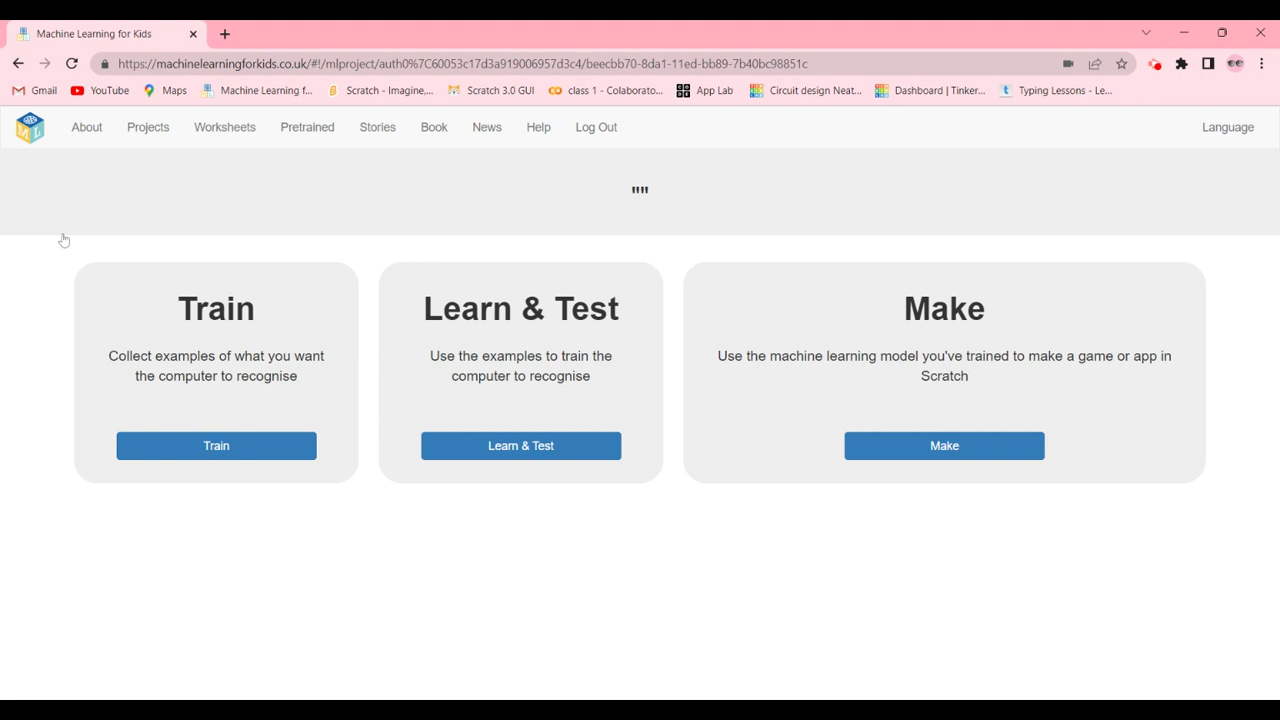 Machine Learning for Kids
https://machinelearningforkids.co.uk/#!/mlproject/auth0%7C60053c17d3a919006957d3c4/beecbb70-8da1-11ed-bb89-7b40bc98851c
Gmail YouTube Maps Machine Learning f... Scratch - Imagine,... Scratch 3.0 GUI class 1 - Colaborato... App Lab Circuit design Neat... Dashboard | Tinker... Typing Lessons - Le...
About Projects Worksheets Pretrained Stories Book News Help Log Out Language
""
Train
Collect examples of what you want
the computer to recognise
Train
Learn & Test
Use the examples to train the
computer to recognise
Learn & Test
Make
Use the machine learning model you've trained to make a game or app in
Scratch
Make